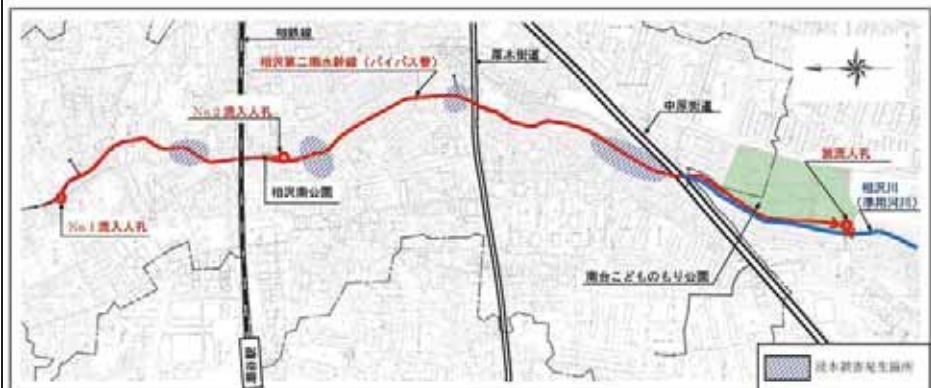 相鉄線
相沢第二雨水幹線（バイパス管）
厚木街道
No.2流入人孔
中原街道
放流人孔
相沢川
（準用河川）
相沢南公園
No.1流入人孔
南台こどものもり公園
瀬谷駅
浸水被害発生箇所